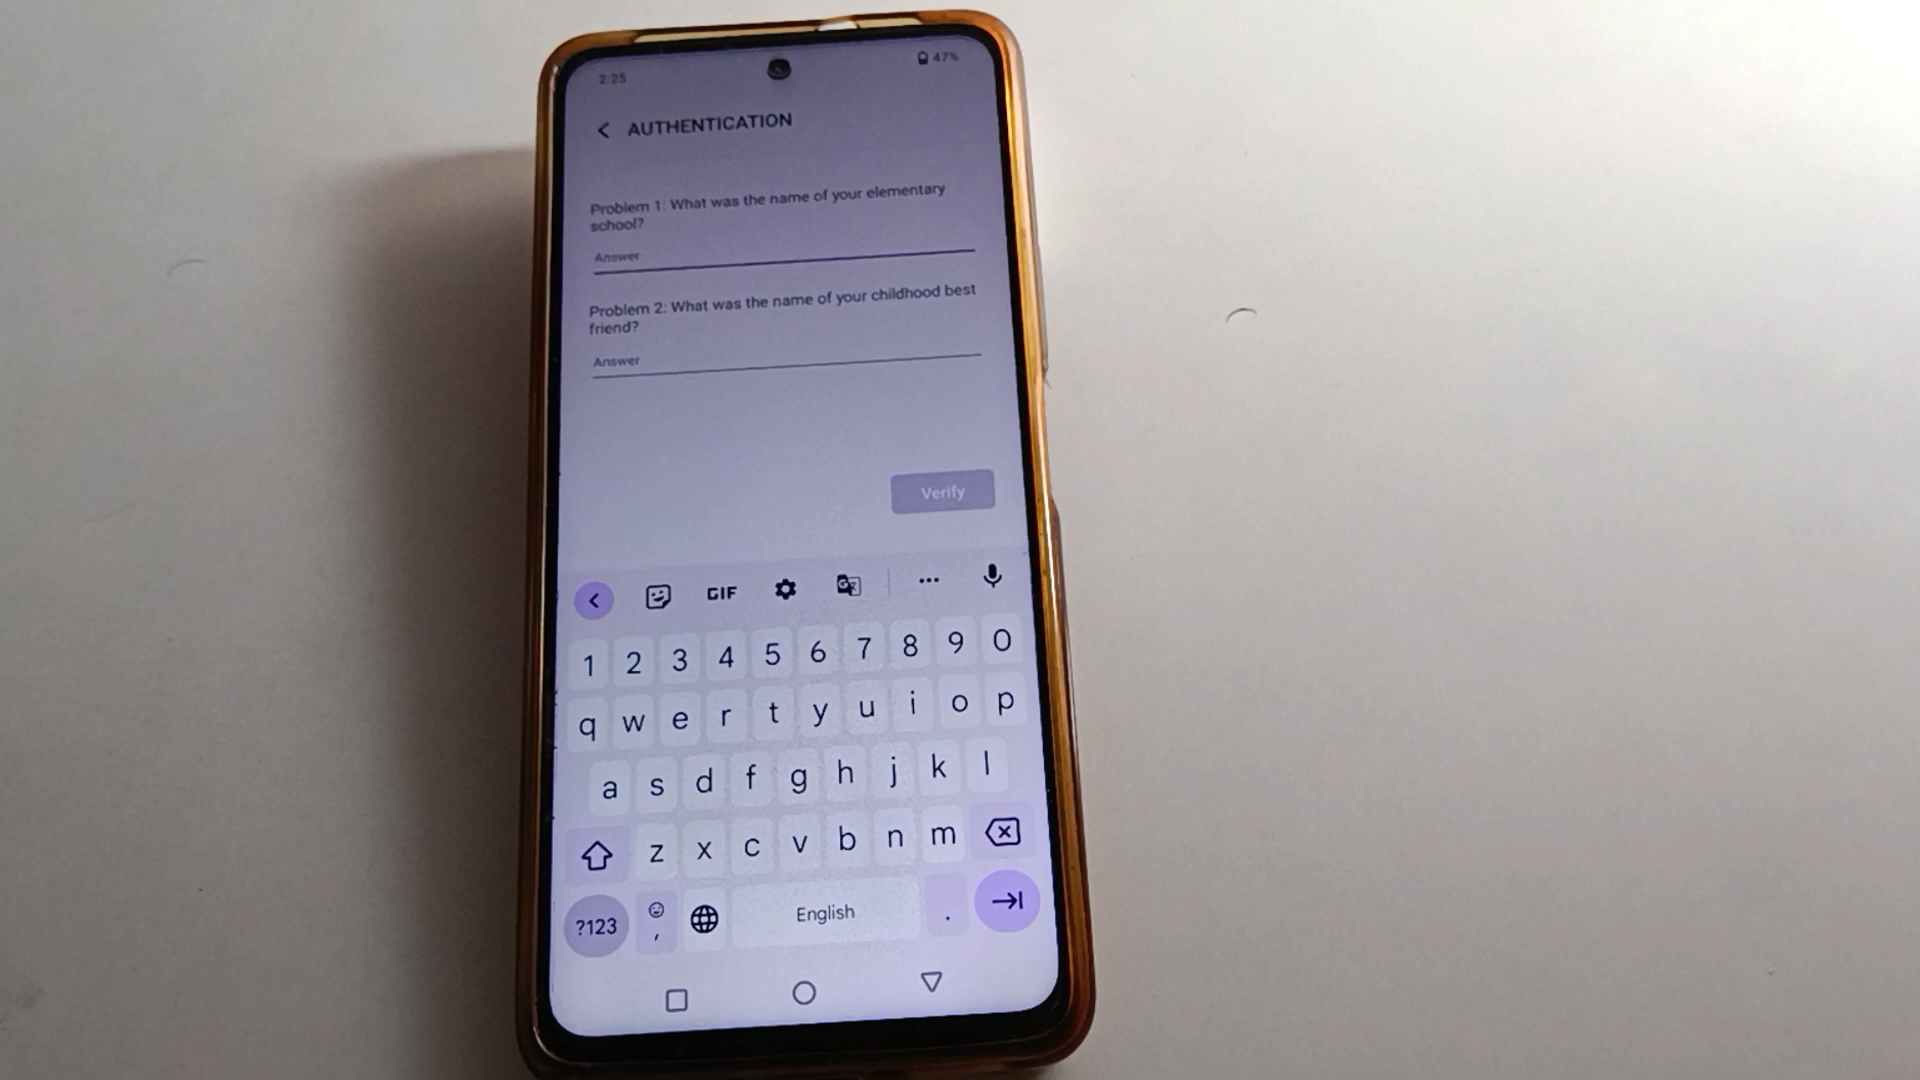 2:25
47%
AUTHENTICATION
Problem 1: What was the name of your elementary
school?
Answer
Problem 2: What was the name of your childhood best
friend?
Answer
Verify
GIF
1 2 3 4 5 6 7 8 9 0
q w e r t y u i o p
a s d f g h j k l
z x c v b n m
?123 , English .